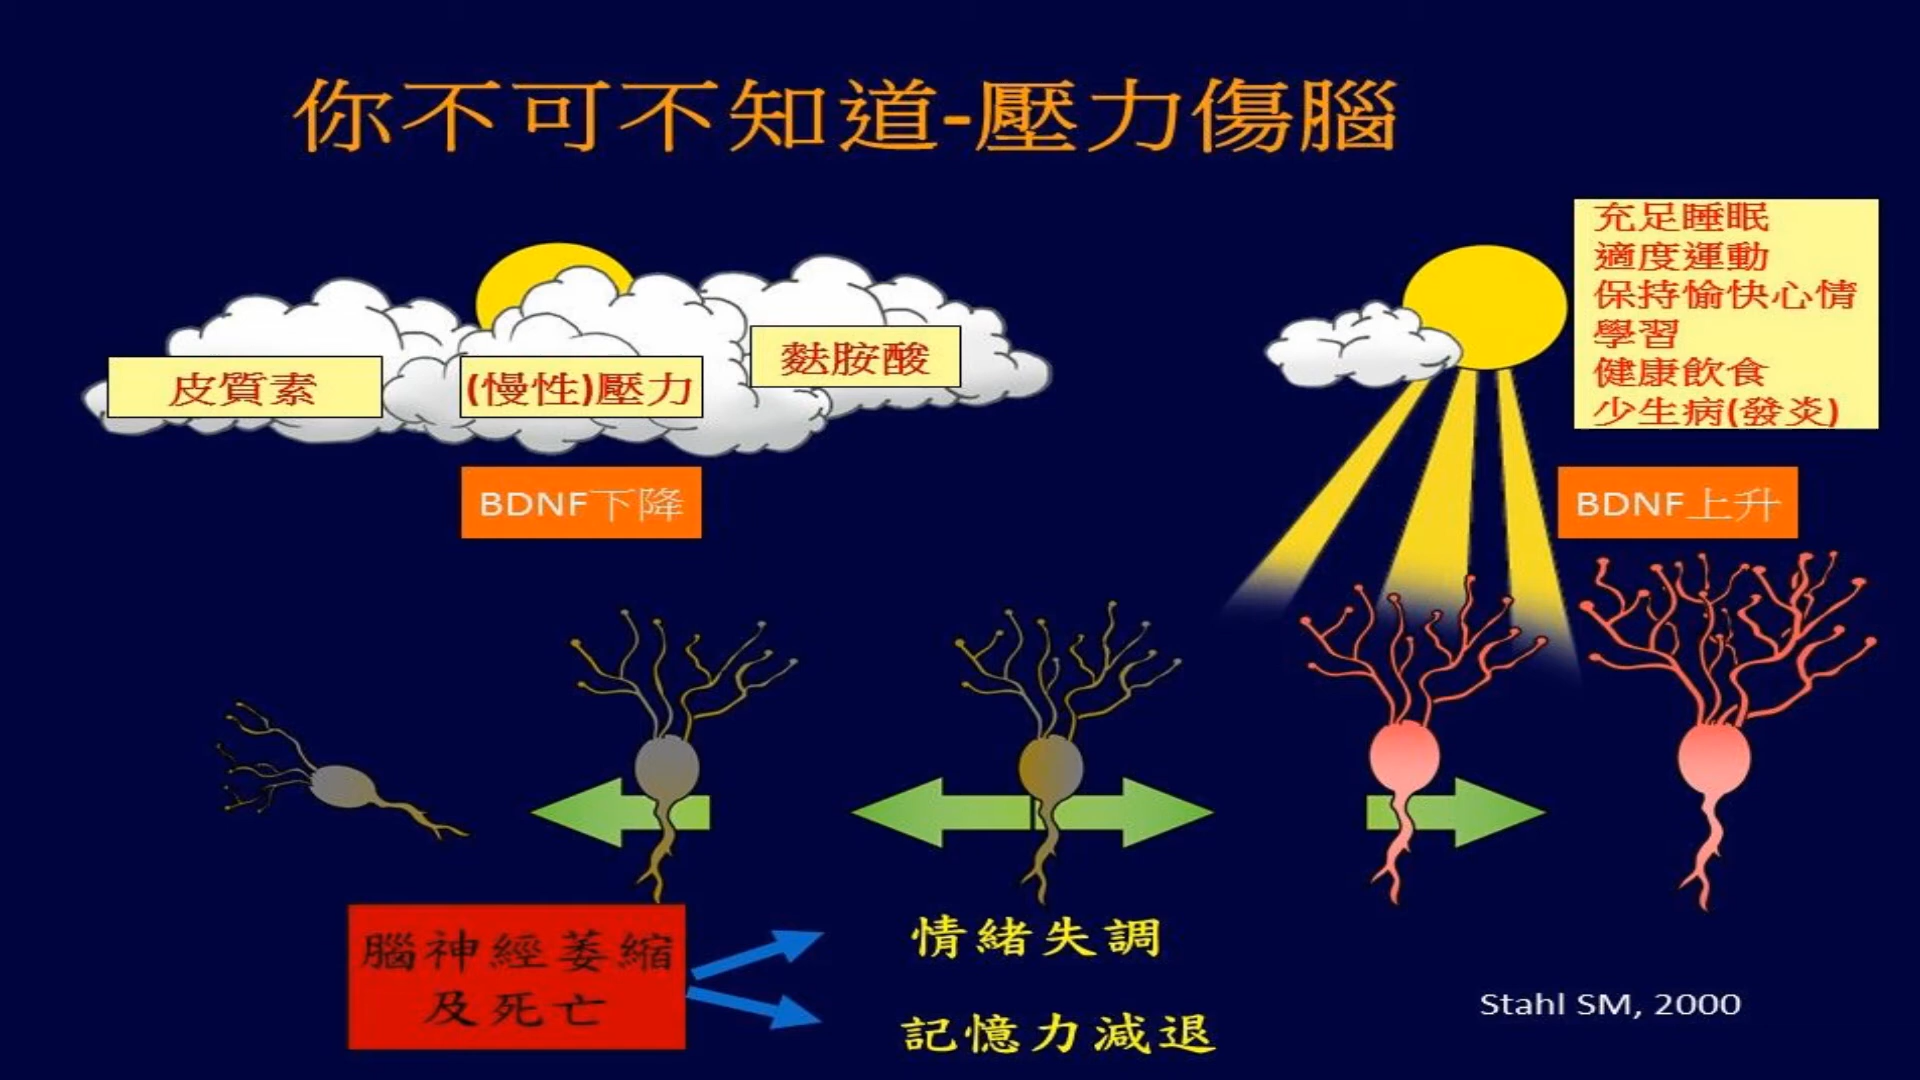 你不可不知道-壓力傷腦
皮質素
(慢性)壓力
麩胺酸
BDNF下降
充足睡眠
適度運動
保持愉快心情
學習
健康飲食
少生病(發炎)
BDNF上升
腦神經萎縮
及死亡
情緒失調
記憶力減退
Stahl SM, 2000